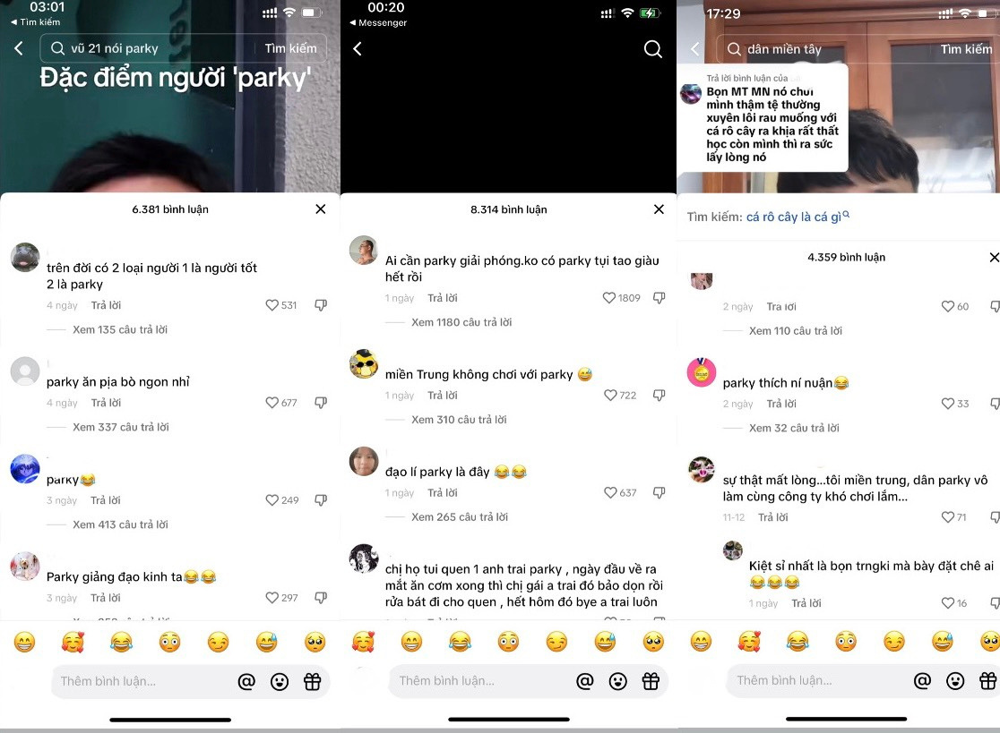 03:01
◂ Tìm kiếm
vũ 21 nói parky
Tìm kiếm
Đặc điểm người 'parky'
6.381 bình luận
trên đời có 2 loại người 1 là người tốt
2 là parky
4 ngày Trả lời 531
Xem 135 câu trả lời
parky ăn pịa bò ngon nhỉ
4 ngày Trả lời 677
Xem 337 câu trả lời
parky😂
3 ngày Trả lời 249
Xem 413 câu trả lời
Parky giảng đạo kinh ta😂😂
3 ngày Trả lời 297
Thêm bình luận...
00:20
◂ Messenger
8.314 bình luận
Ai cần parky giải phóng.ko có parky tụi tao giàu
hết rồi
1 ngày Trả lời 1809
Xem 1180 câu trả lời
miền Trung không chơi với parky 😅
1 ngày Trả lời 722
Xem 310 câu trả lời
đạo lí parky là đây 😂😂
1 ngày Trả lời 637
Xem 265 câu trả lời
chị họ tui quen 1 anh trai parky , ngày đầu về ra
mắt ăn cơm xong thì chị gái a trai đó bảo dọn rồi
rửa bát đi cho quen , hết hôm đó bye a trai luôn
Thêm bình luận...
17:29
dân miền tây
Tìm kiếm
Trả lời bình luận của
Bọn MT MN nó chửi
mình thậm tệ thường
xuyên lôi rau muống với
cá rô cây ra khịa rất thất
học còn mình thì ra sức
lấy lòng nó
Tìm kiếm: cá rô cây là cá gì
4.359 bình luận
2 ngày Trả lời 60
Xem 110 câu trả lời
parky thích ní nuận😂
2 ngày Trả lời 33
Xem 32 câu trả lời
sự thật mất lòng...tôi miền trung, dân parky vô
làm cùng công ty khó chơi lắm...
11-12 Trả lời 71
Kiệt sỉ nhất là bọn trngki mà bày đặt chê ai
😂😂😂
1 ngày Trả lời 16
Thêm bình luận...